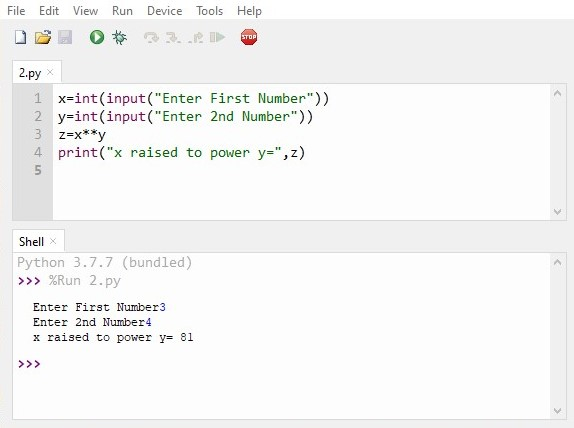 File Edit View Run Device Tools Help
STOP
2.py ×
1 x=int(input("Enter First Number"))
2 y=int(input("Enter 2nd Number"))
3 z=x**y
4 print("x raised to power y=",z)
5
Shell ×
Python 3.7.7 (bundled)
>>> %Run 2.py
Enter First Number3
Enter 2nd Number4
x raised to power y= 81
>>>